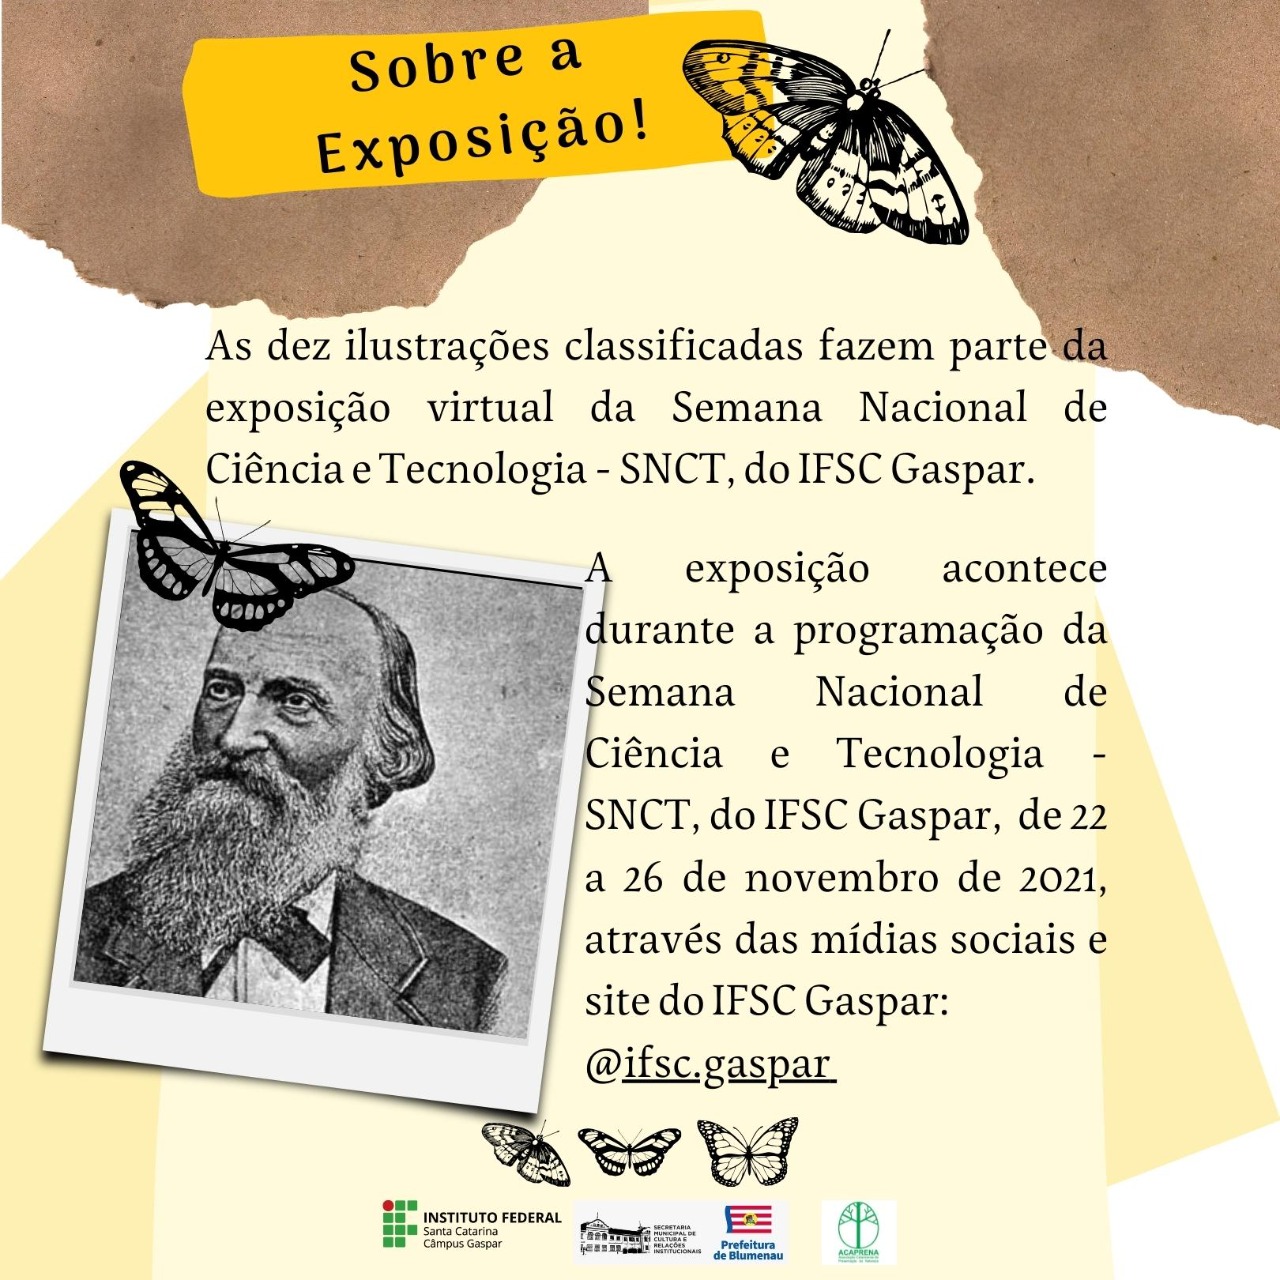 Sobre a
Exposição!
As dez ilustrações classificadas fazem parte da
exposição virtual da Semana Nacional de
Ciência e Tecnologia - SNCT, do IFSC Gaspar.
A exposição acontece
durante a programação da
Semana Nacional de
Ciência e Tecnologia -
SNCT, do IFSC Gaspar, de 22
a 26 de novembro de 2021,
através das mídias sociais e
site do IFSC Gaspar:
@ifsc.gaspar
INSTITUTO FEDERAL
Santa Catarina
Câmpus Gaspar
SECRETARIA
MUNICIPAL DE
CULTURA E
RELAÇÕES
INSTITUCIONAIS
Prefeitura
de Blumenau
ACAPRENA